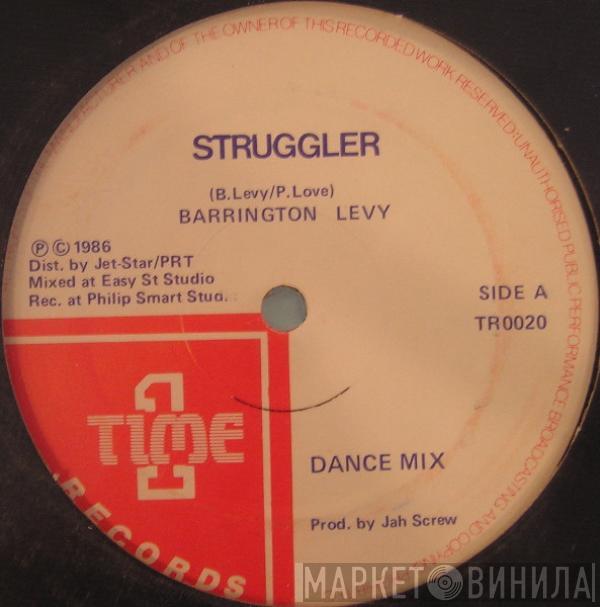 TURER AND OF THE OWNER OF THIS RECORDED WORK RESERVED. UNAUTHORISED PUBLIC PERFORMANCE BROADCASTING AND COPYING
STRUGGLER
(B.Levy/P.Love)
BARRINGTON LEVY
℗ © 1986
Dist. by Jet-Star/PRT
Mixed at Easy St Studio
Rec. at Philip Smart Stud.
SIDE A
TR0020
TIME 1
RECORDS
DANCE MIX
Prod. by Jah Screw
МАРКЕТ ВИНИЛА